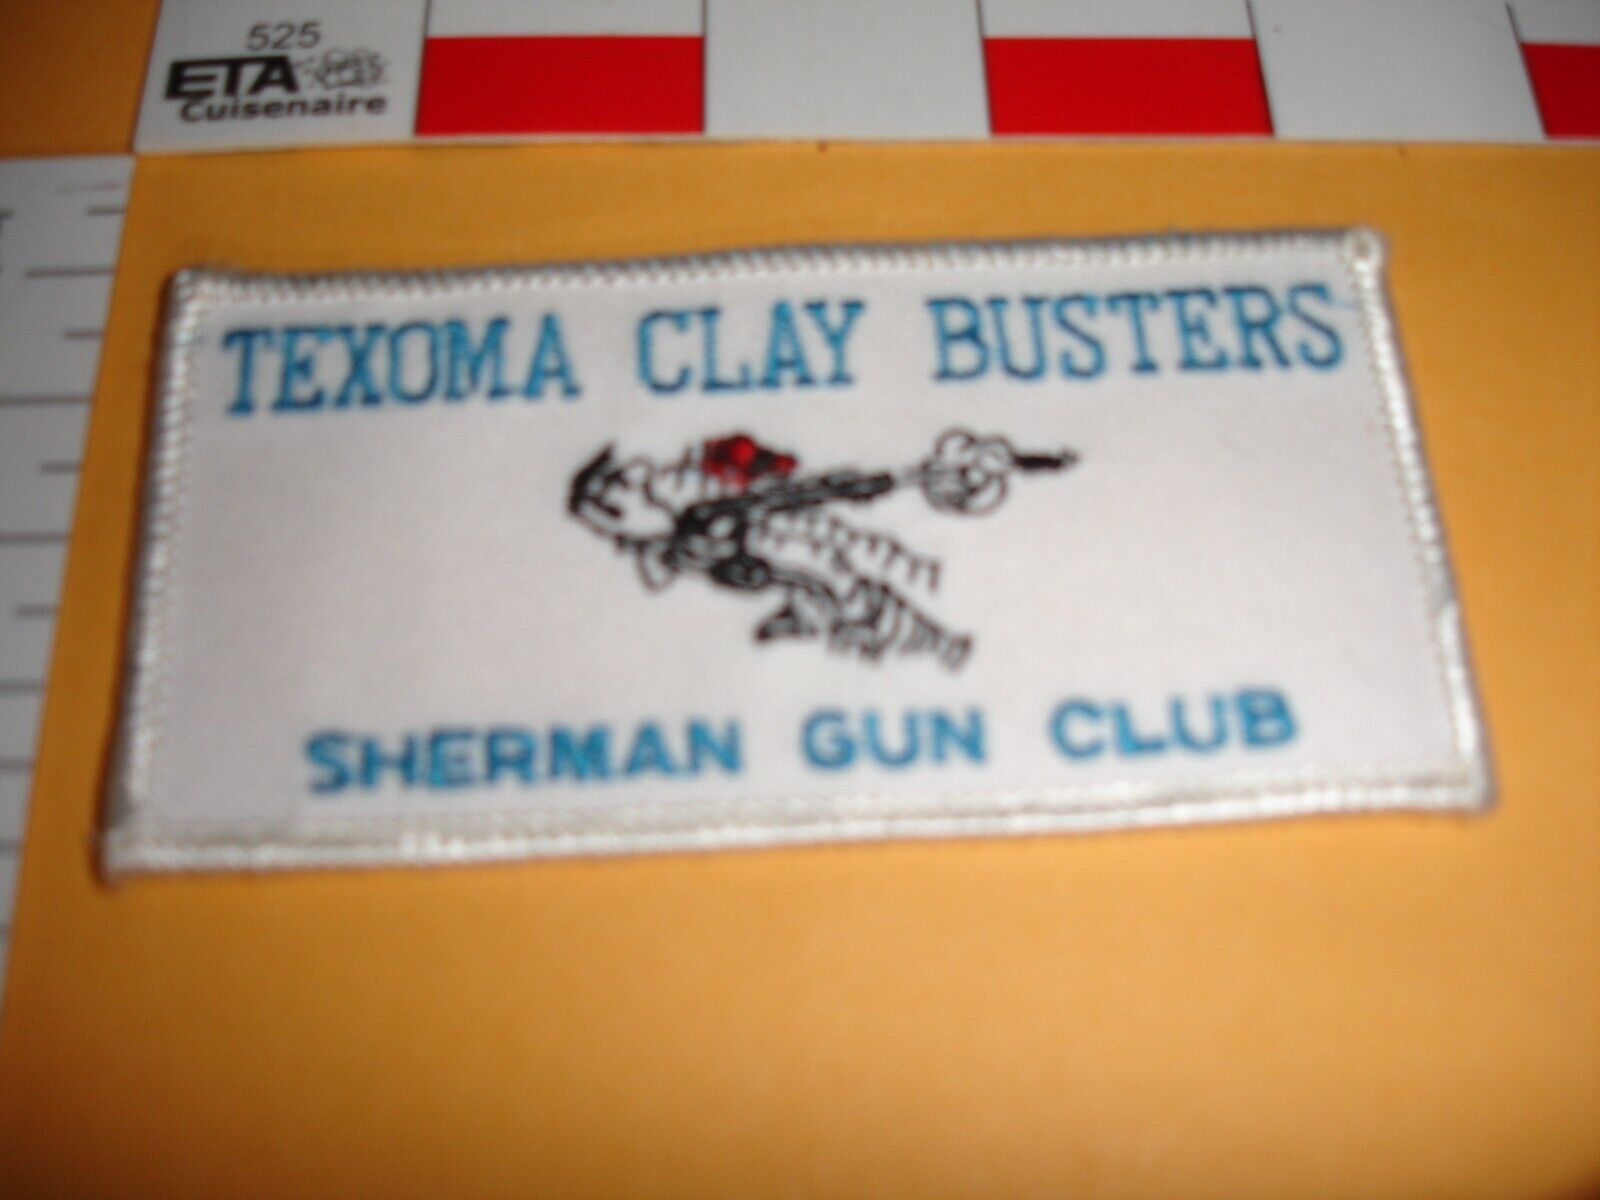 525
ETA
Cuisenaire
TEXOMA CLAY BUSTERS
SHERMAN GUN CLUB